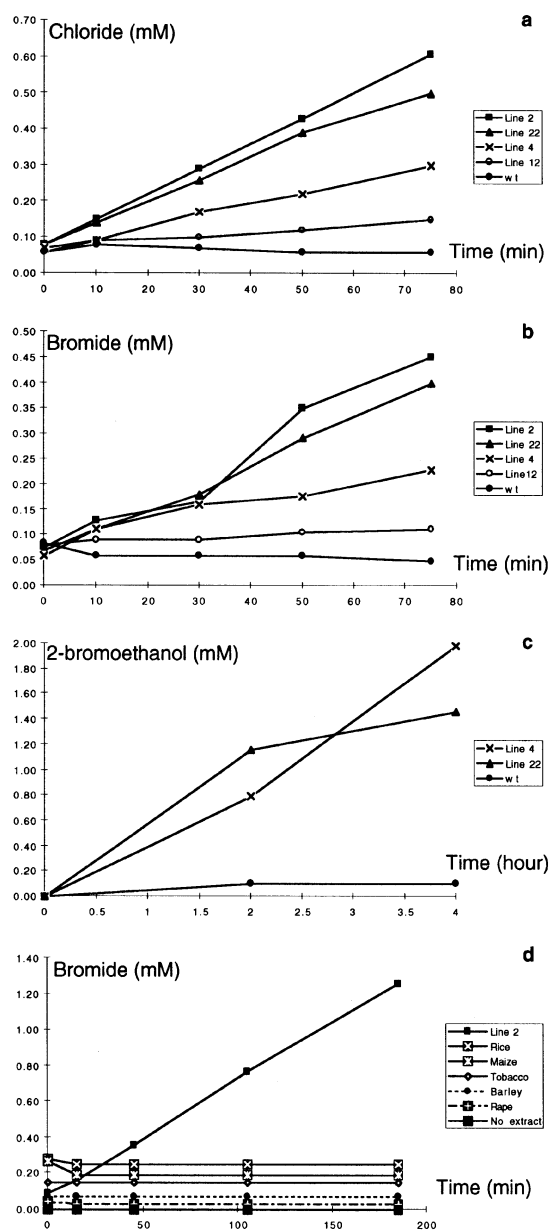 a
Chloride (mM)
0.70
0.60
0.50
0.40
0.30
0.20
0.10
0.00
0 10 20 30 40 50 60 70 80
Time (min)
Line 2
Line 22
Line 4
Line 12
wt
b
Bromide (mM)
0.50
0.45
0.40
0.35
0.30
0.25
0.20
0.15
0.10
0.05
0.00
0 10 20 30 40 50 60 70 80
Time (min)
Line 2
Line 22
Line 4
Line12
wt
c
2-bromoethanol (mM)
2.00
1.80
1.60
1.40
1.20
1.00
0.80
0.60
0.40
0.20
0.00
0 0.5 1 1.5 2 2.5 3 3.5 4
Time (hour)
Line 4
Line 22
wt
d
Bromide (mM)
1.40
1.20
1.00
0.80
0.60
0.40
0.20
0.00
0 50 100 150 200
Time (min)
Line 2
Rice
Maize
Tobacco
Barley
Rape
No extract